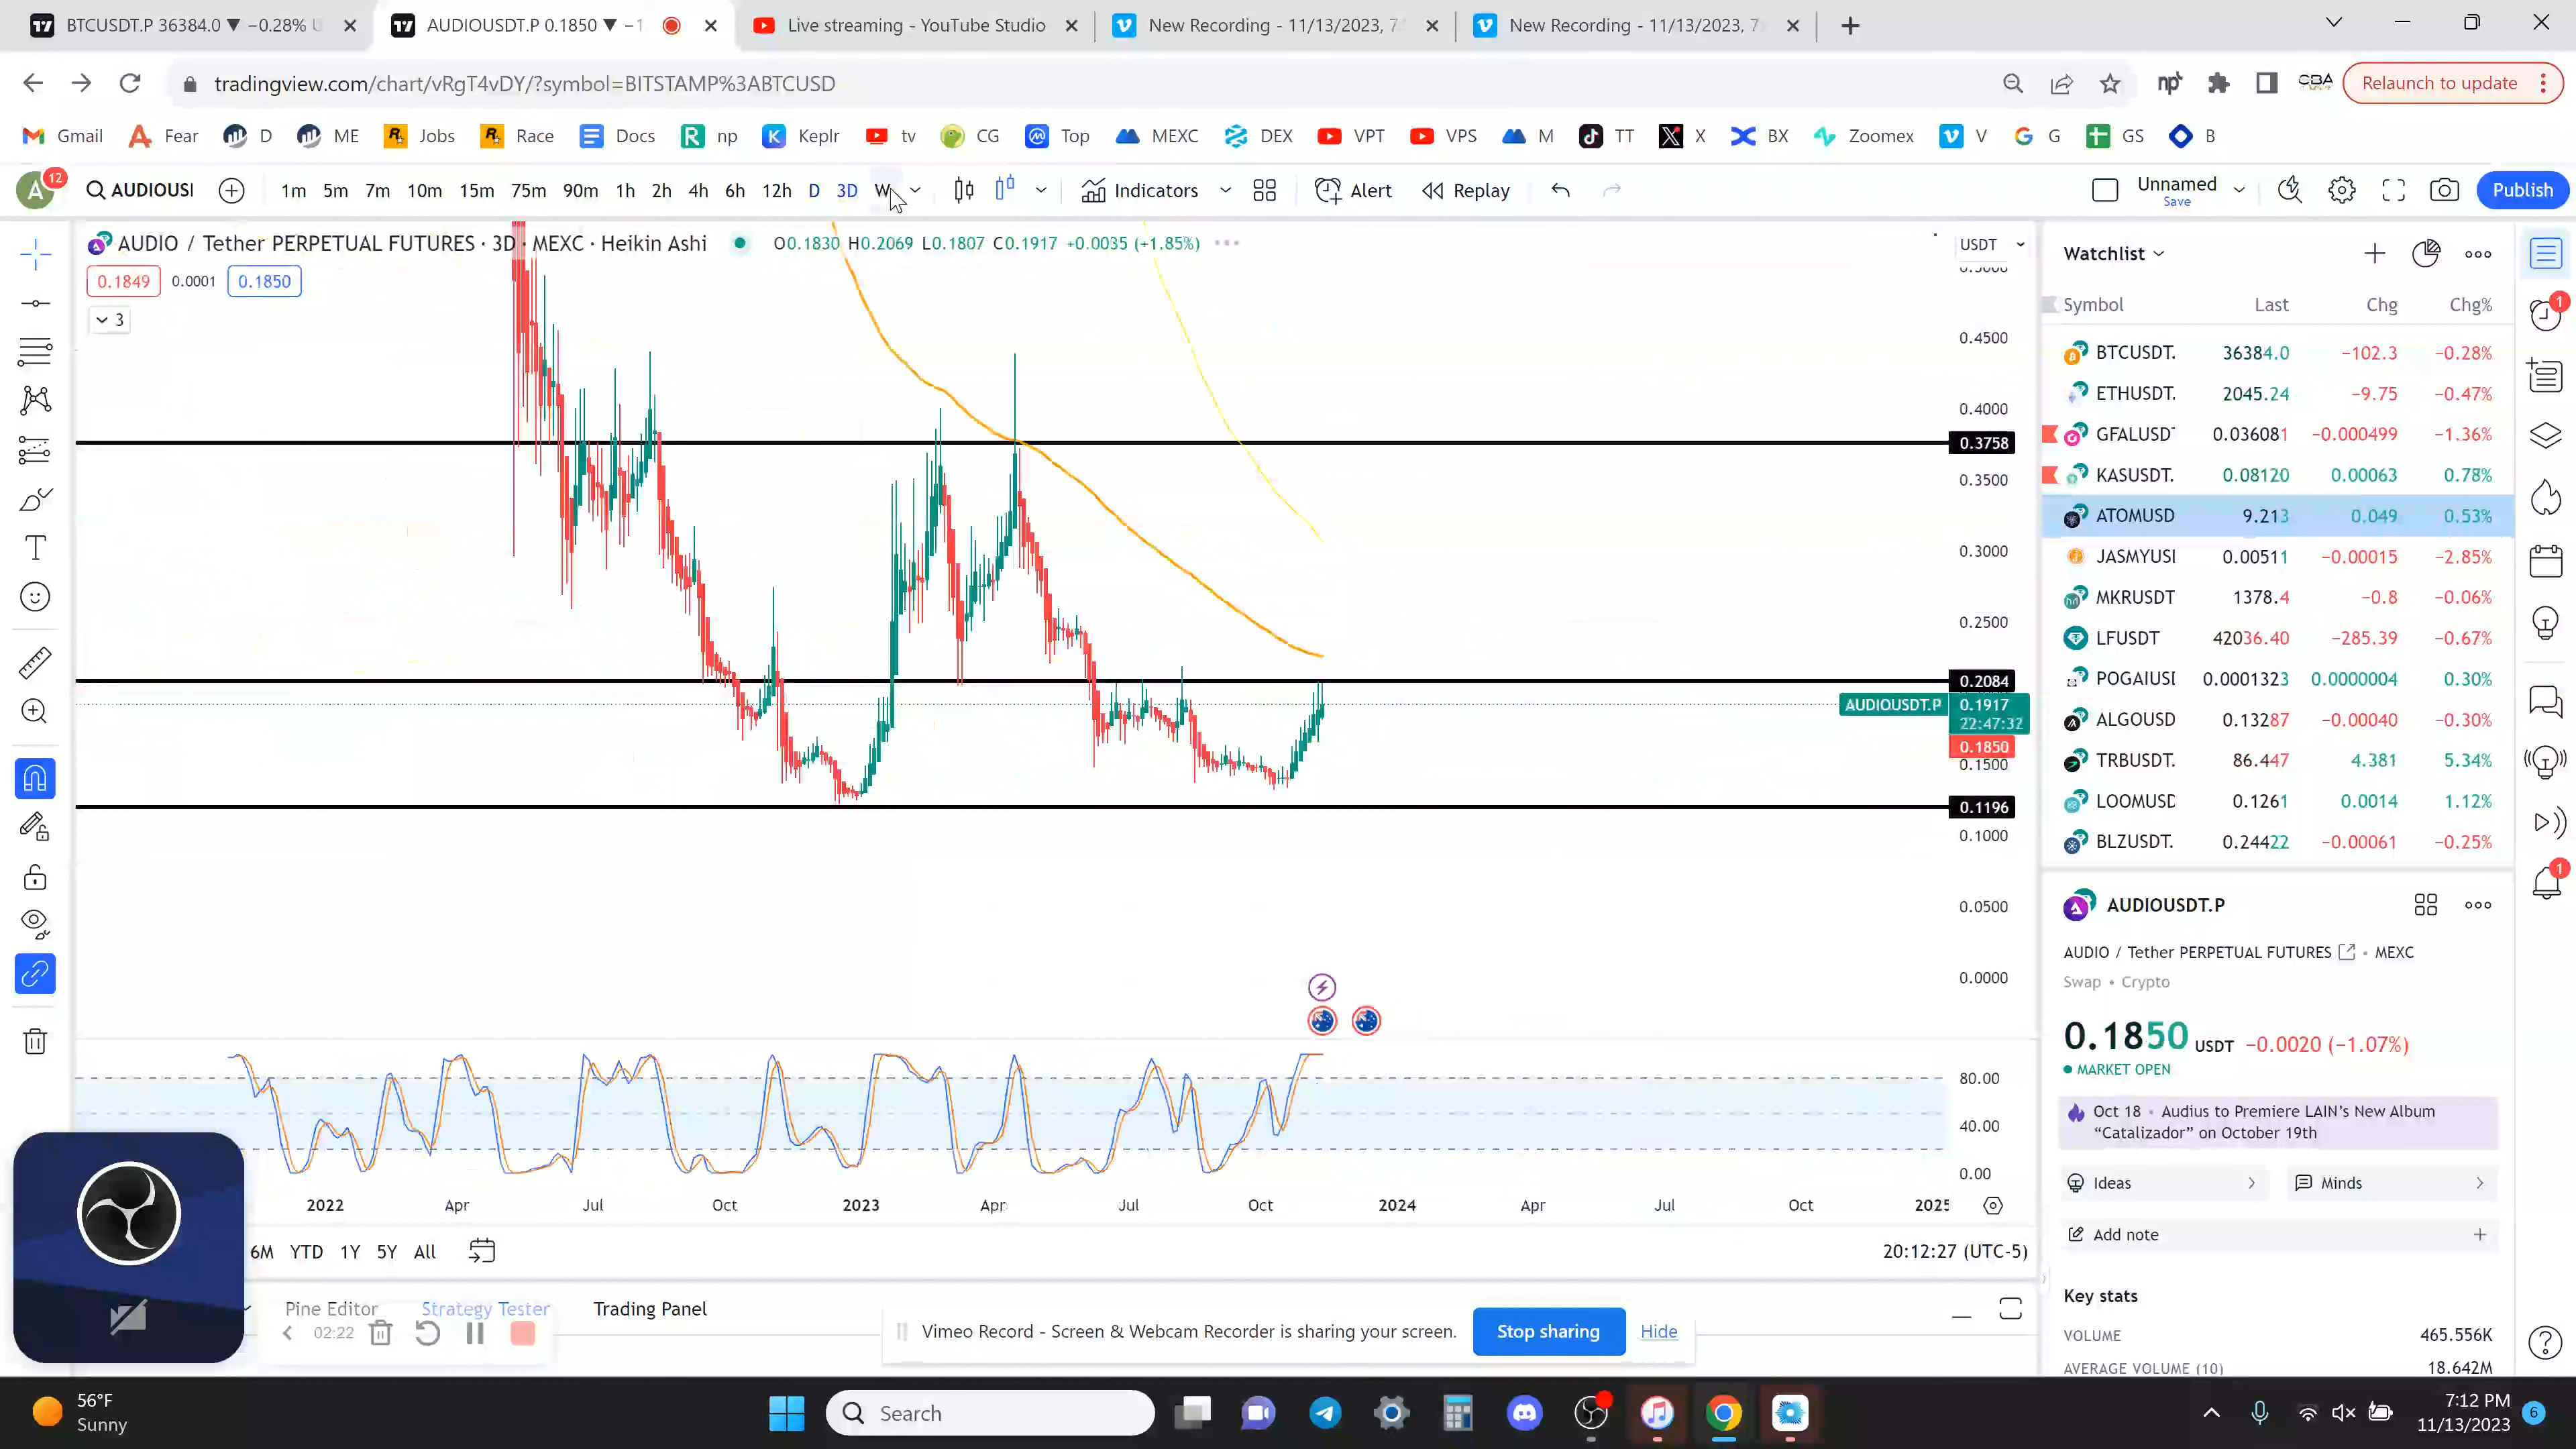 BTCUSDT.P 36384.0 ▼ −0.28% U
AUDIOUSDT.P 0.1850 ▼ −1
Live streaming - YouTube Studio
New Recording - 11/13/2023, 7
New Recording - 11/13/2023, 7
tradingview.com/chart/vRgT4vDY/?symbol=BITSTAMP%3ABTCUSD
np
CBA
Relaunch to update
Gmail
Fear
D
ME
Jobs
Race
Docs
np
Keplr
tv
CG
Top
MEXC
DEX
VPT
VPS
M
TT
X
BX
Zoomex
V
G
GS
B
A
12
AUDIOUSI
1m 5m 7m 10m 15m 75m 90m 1h 2h 4h 6h 12h D 3D W
Indicators
Alert
Replay
Unnamed
Save
Publish
AUDIO / Tether PERPETUAL FUTURES · 3D · MEXC · Heikin Ashi
O0.1830 H0.2069 L0.1807 C0.1917 +0.0035 (+1.85%)
USDT
0.1849
0.0001
0.1850
3
0.5000
0.4500
0.4000
0.3758
0.3500
0.3000
0.2500
0.2084
AUDIOUSDT.P
0.1917
22:47:32
0.1850
0.1500
0.1196
0.1000
0.0500
0.0000
80.00
40.00
0.00
2022 Apr Jul Oct 2023 Apr Jul Oct 2024 Apr Jul Oct 2025
6M YTD 1Y 5Y All
20:12:27 (UTC-5)
Pine Editor
Strategy Tester
Trading Panel
02:22
Vimeo Record - Screen & Webcam Recorder is sharing your screen.
Stop sharing
Hide
Watchlist
Symbol Last Chg Chg%
BTCUSDT. 36384.0 −102.3 −0.28%
ETHUSDT. 2045.24 −9.75 −0.47%
GFALUSDT 0.036081 −0.000499 −1.36%
KASUSDT. 0.08120 0.00063 0.78%
ATOMUSD 9.213 0.049 0.53%
JASMYUSI 0.00511 −0.00015 −2.85%
MKRUSDT 1378.4 −0.8 −0.06%
LFUSDT 42036.40 −285.39 −0.67%
POGAIUSI 0.0001323 0.0000004 0.30%
ALGOUSD 0.13287 −0.00040 −0.30%
TRBUSDT. 86.447 4.381 5.34%
LOOMUSD 0.1261 0.0014 1.12%
BLZUSDT. 0.24422 −0.00061 −0.25%
AUDIOUSDT.P
AUDIO / Tether PERPETUAL FUTURES • MEXC
Swap • Crypto
0.1850 USDT −0.0020 (−1.07%)
MARKET OPEN
Oct 18 • Audius to Premiere LAIN's New Album
“Catalizador” on October 19th
Ideas
Minds
Add note
Key stats
VOLUME 465.556K
AVERAGE VOLUME (10) 18.642M
1
1
56°F
Sunny
Search
7:12 PM
11/13/2023
6